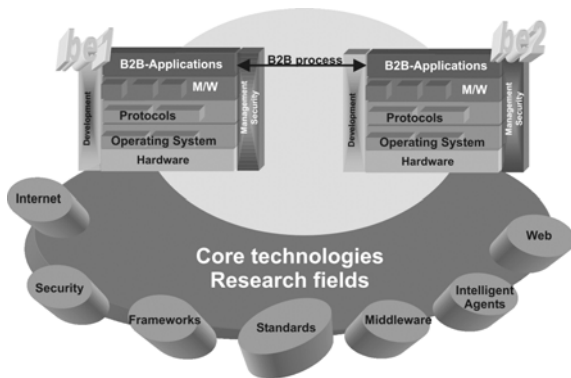 be1
be2
B2B-Applications
B2B process
B2B-Applications
M/W
M/W
Development
Protocols
Management
Security
Development
Protocols
Management
Security
Operating System
Operating System
Hardware
Hardware
Internet
Core technologies
Research fields
Web
Security
Intelligent
Agents
Frameworks
Standards
Middleware